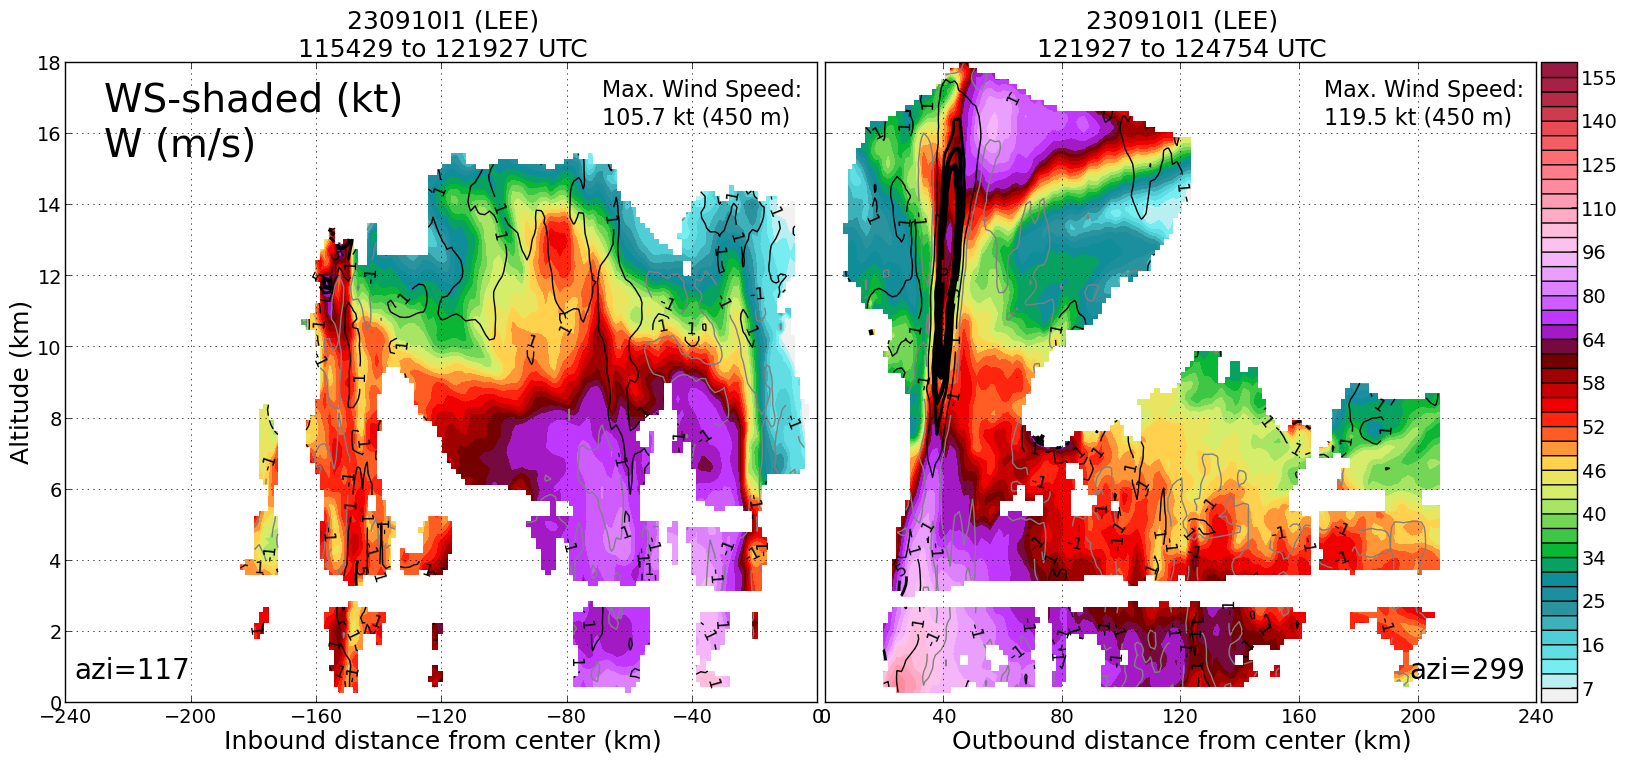 230910I1 (LEE)
115429 to 121927 UTC
230910I1 (LEE)
121927 to 124754 UTC
WS-shaded (kt)
W (m/s)
Max. Wind Speed:
105.7 kt (450 m)
Max. Wind Speed:
119.5 kt (450 m)
18
16
14
12
10
8
6
4
2
0
Altitude (km)
azi=117
azi=299
−240
−200
−160
−120
−80
−40
0
0
40
80
120
160
200
240
Inbound distance from center (km)
Outbound distance from center (km)
155
140
125
110
96
80
64
58
52
46
40
34
25
16
7